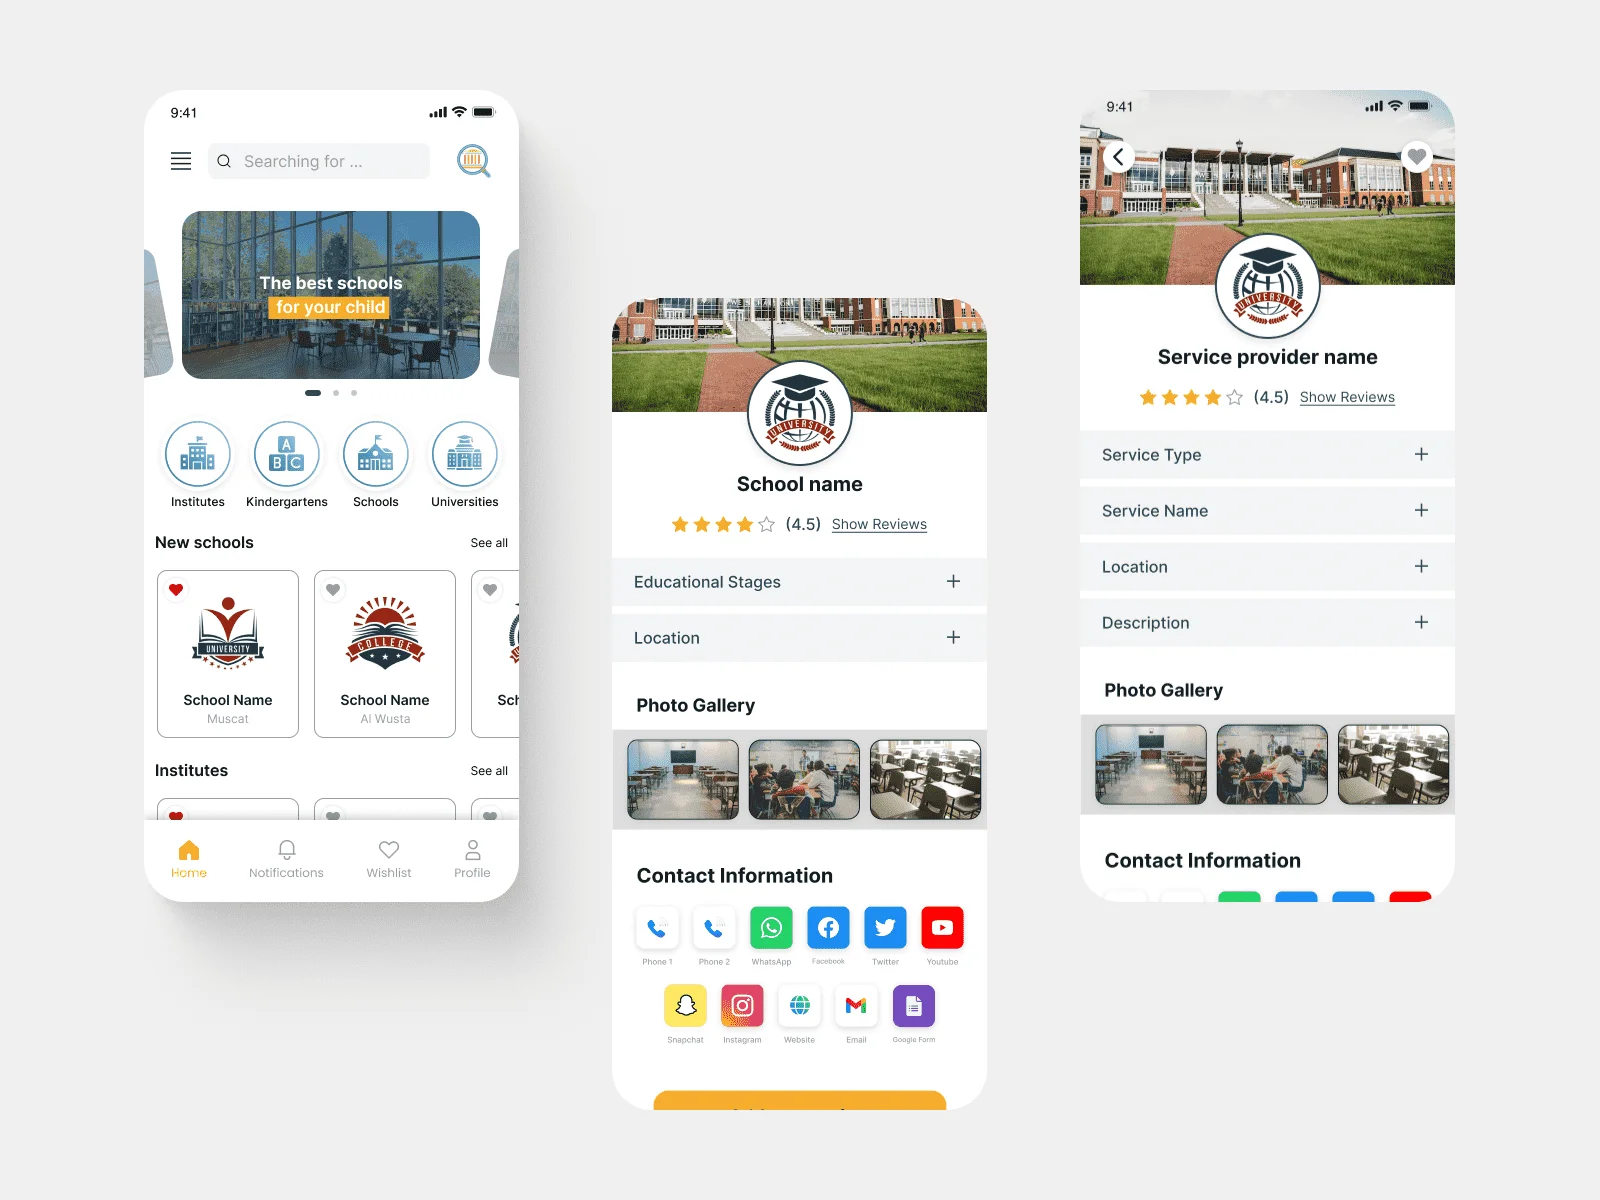 9:41
Searching for ...
The best schools
for your child
Institutes
Kindergartens
Schools
Universities
A
B C
New schools
See all
UNIVERSITY
School Name
Muscat
COLLEGE
School Name
Al Wusta
Sch
Institutes
See all
Home
Notifications
Wishlist
Profile
UNIVERSITY
School name
(4.5)
Show Reviews
Educational Stages
Location
Photo Gallery
Contact Information
Phone 1
Phone 2
WhatsApp
Facebook
Twitter
Youtube
Snapchat
Instagram
Website
Email
Google Form
9:41
UNIVERSITY
Service provider name
(4.5)
Show Reviews
Service Type
Service Name
Location
Description
Photo Gallery
Contact Information